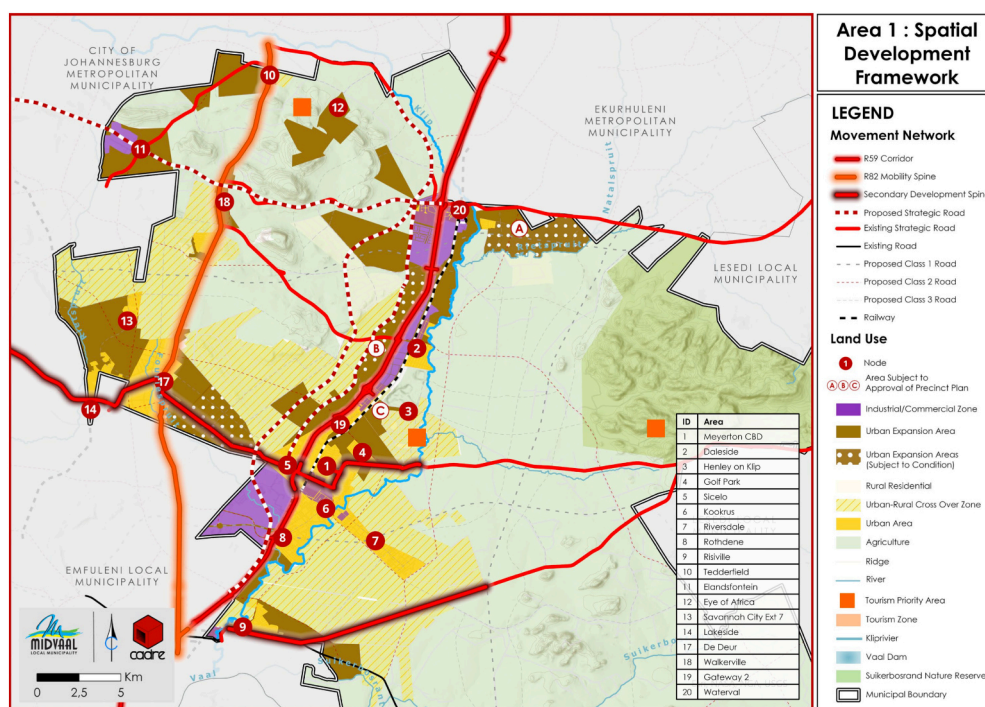 Area 1 : Spatial
Development
Framework
LEGEND
Movement Network
R59 Corridor
R82 Mobility Spine
Secondary Development Spin
Proposed Strategic Road
Existing Strategic Road
Existing Road
Proposed Class 1 Road
Proposed Class 2 Road
Proposed Class 3 Road
Railway
Land Use
1 Node
A B C Area Subject to
Approval of Precinct Plan
Industrial/Commercial Zone
Urban Expansion Area
Urban Expansion Areas
(Subject to Condition)
Rural Residential
Urban-Rural Cross Over Zone
Urban Area
Agriculture
Ridge
River
Tourism Priority Area
Tourism Zone
Kliprivier
Vaal Dam
Suikerbosrand Nature Reserve
Municipal Boundary
CITY OF
JOHANNESBURG
METROPOLITAN
MUNICIPALITY
EKURHULENI
METROPOLITAN
MUNICIPALITY
LESEDI LOCAL
MUNICIPALITY
EMFULENI LOCAL
MUNICIPALITY
Klip
Natalspruit
Vaal
10
12
11
18
20
A
13
B
2
17
14
C
3
19
5
1
4
6
8
7
9
ID Area
1 Meyerton CBD
2 Daleside
3 Henley on Klip
4 Golf Park
5 Sicelo
6 Kookrus
7 Riversdale
8 Rothdene
9 Risiville
10 Tedderfield
11 Elandsfontein
12 Eye of Africa
13 Savannah City Ext 7
14 Lakeside
17 De Deur
18 Walkerville
19 Gateway 2
20 Waterval
MIDVAAL
LOCAL MUNICIPALITY
cadre
0 2,5 5 Km